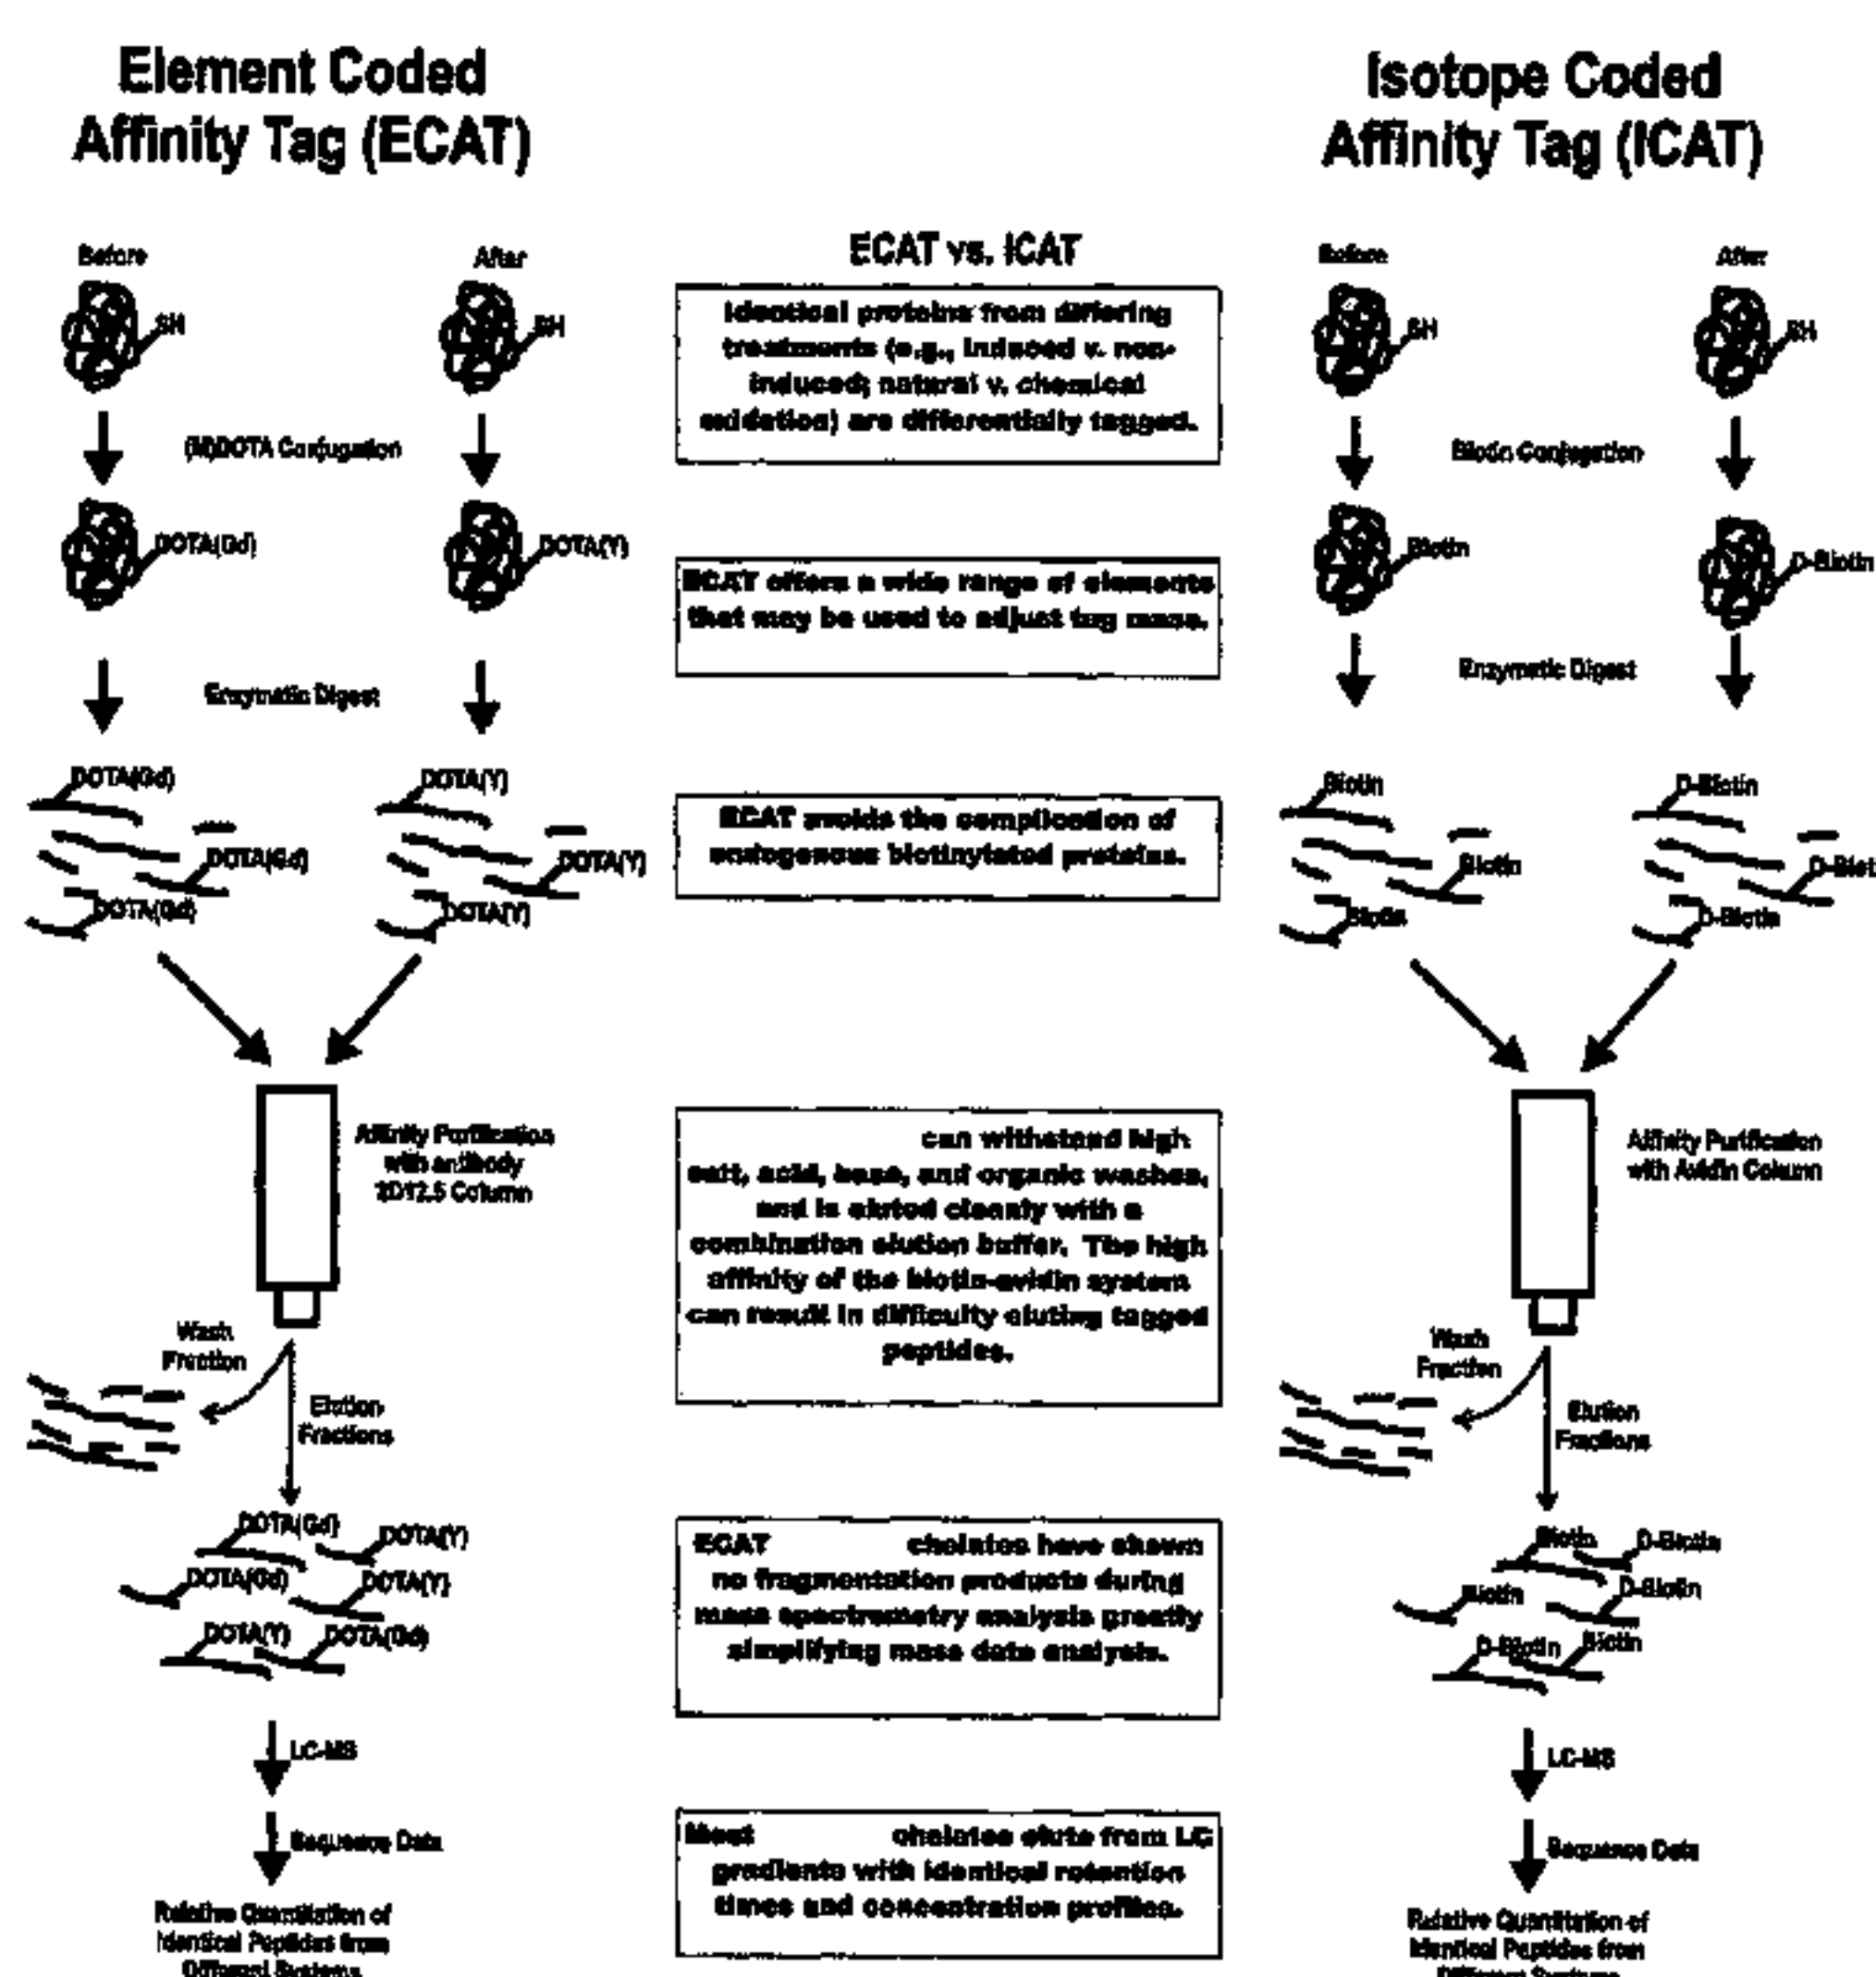 Element Coded
Affinity Tag (ECAT)
Before
After
SH
SH
(M)DOTA Conjugation
DOTA(Gd)
DOTA(Y)
Enzymatic Digest
DOTA(Gd)
DOTA(Y)
DOTA(Gd)
DOTA(Y)
DOTA(Gd)
DOTA(Y)
Affinity Purification
with antibody
2D12.5 Column
Wash
Fraction
Elution
Fractions
DOTA(Gd)
DOTA(Y)
DOTA(Gd)
DOTA(Y)
DOTA(Y)
DOTA(Gd)
LC-MS
Sequence Data
Relative Quantitation of
Identical Peptides from
Different Systems
ECAT vs. ICAT
Identical proteins from differing
treatments (e.g., induced v. non-
induced; natural v. chemical
oxidation) are differentially tagged.
ECAT offers a wide range of elements
that may be used to adjust tag mass.
ECAT avoids the complication of
endogenous biotinylated proteins.
can withstand high
salt, acid, base, and organic washes,
and is eluted cleanly with a
combination elution buffer. The high
affinity of the biotin-avidin system
can result in difficulty eluting tagged
peptides.
ECAT chelates have shown
no fragmentation products during
mass spectrometry analysis greatly
simplifying mass data analysis.
Most chelates elute from LC
gradients with identical retention
times and concentration profiles.
Isotope Coded
Affinity Tag (ICAT)
Before
After
SH
SH
Biotin Conjugation
Biotin
D-Biotin
Enzymatic Digest
Biotin
D-Biotin
Biotin
D-Biot
Biotin
D-Biotin
Affinity Purification
with Avidin Column
Wash
Fraction
Elution
Fractions
Biotin
D-Biotin
Biotin
D-Biotin
D-Biotin
Biotin
LC-MS
Sequence Data
Relative Quantitation of
Identical Peptides from
Different Systems